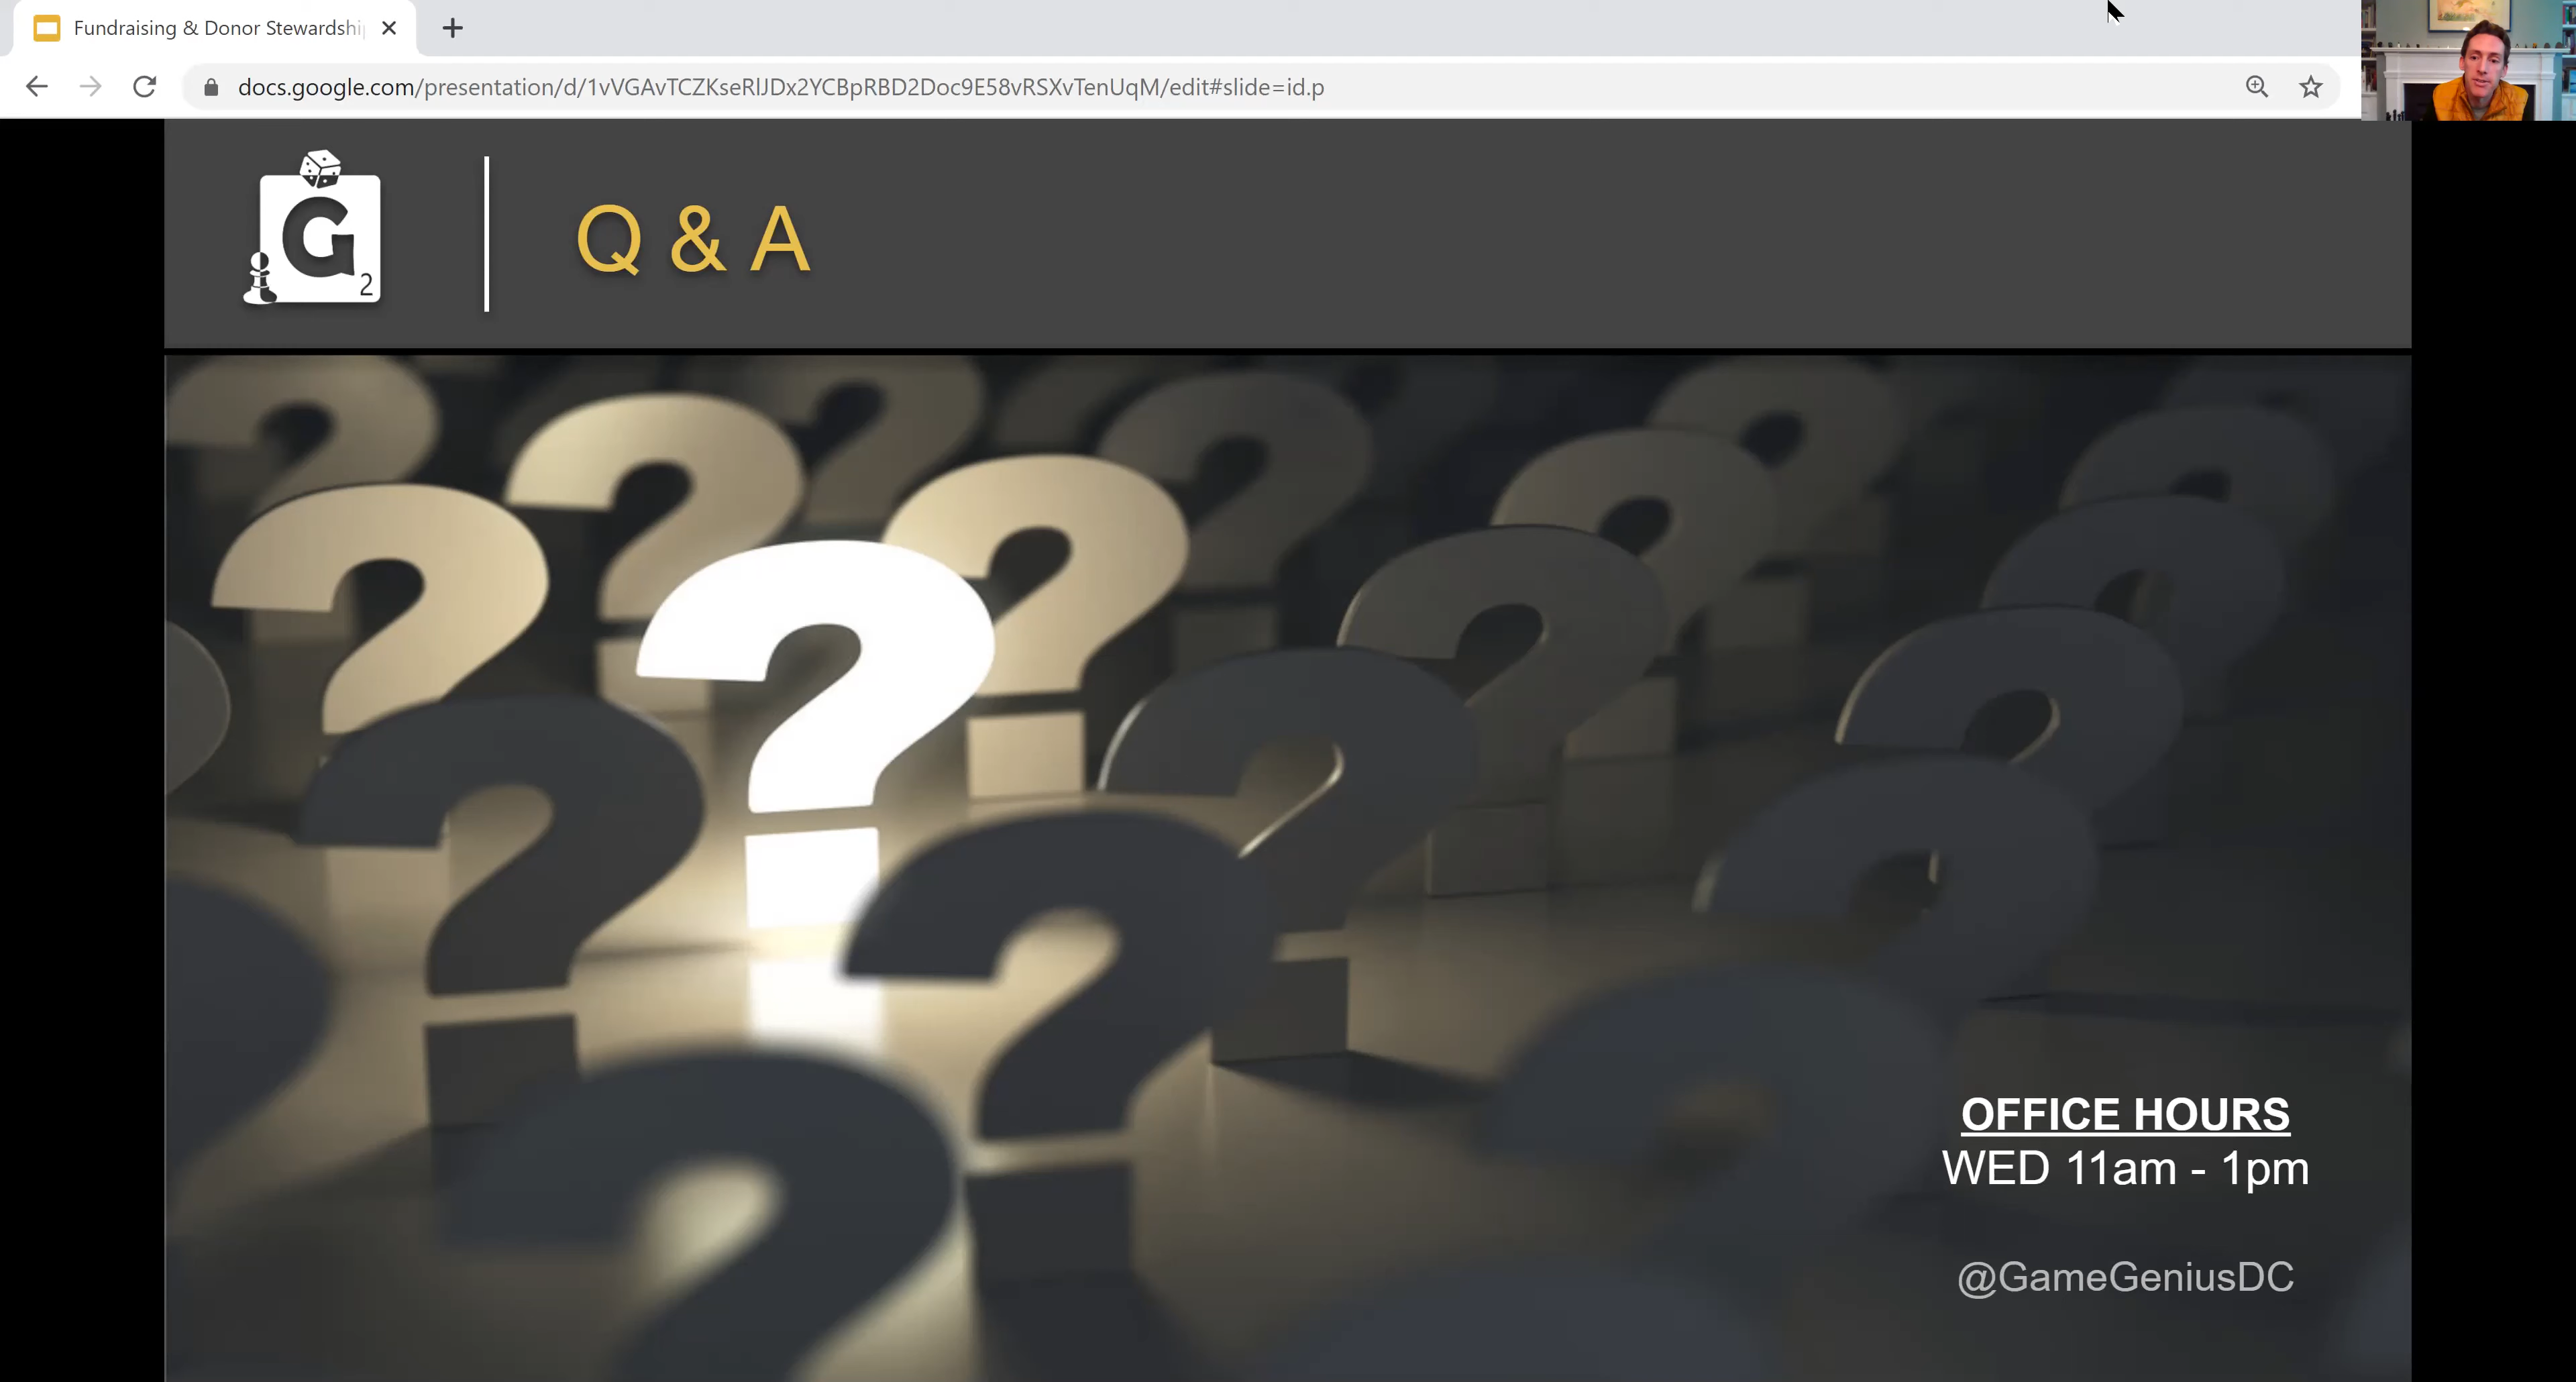 Fundraising & Donor Stewardshi
docs.google.com/presentation/d/1vVGAvTCZKseRlJDx2YCBpRBD2Doc9E58vRSXvTenUqM/edit#slide=id.p
G
2
Q & A
OFFICE HOURS
WED 11am - 1pm
@GameGeniusDC